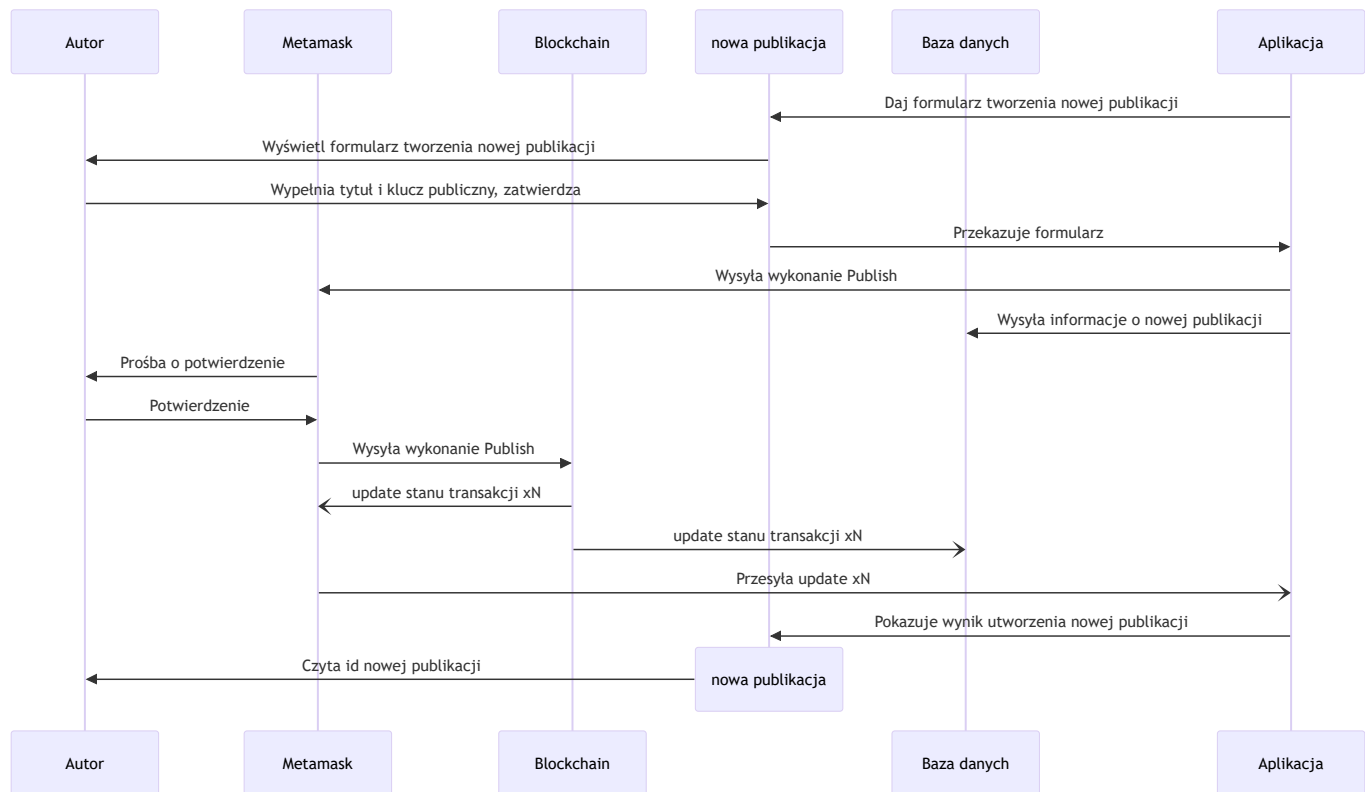 Autor
Metamask
Blockchain
nowa publikacja
Baza danych
Aplikacja
Daj formularz tworzenia nowej publikacji
Wyświetl formularz tworzenia nowej publikacji
Wypełnia tytuł i klucz publiczny, zatwierdza
Przekazuje formularz
Wysyła wykonanie Publish
Wysyła informacje o nowej publikacji
Prośba o potwierdzenie
Potwierdzenie
Wysyła wykonanie Publish
update stanu transakcji xN
update stanu transakcji xN
Przesyła update xN
Pokazuje wynik utworzenia nowej publikacji
Czyta id nowej publikacji
nowa publikacja
Autor
Metamask
Blockchain
Baza danych
Aplikacja